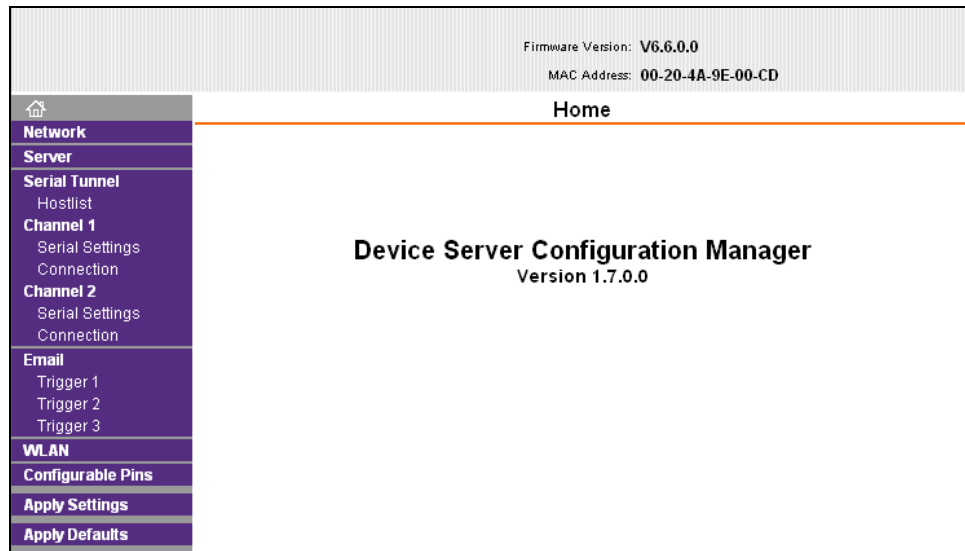 Firmware Version: V6.6.0.0
MAC Address: 00-20-4A-9E-00-CD
Home
Network
Server
Serial Tunnel
Hostlist
Channel 1
Serial Settings
Connection
Channel 2
Serial Settings
Connection
Email
Trigger 1
Trigger 2
Trigger 3
WLAN
Configurable Pins
Apply Settings
Apply Defaults
Device Server Configuration Manager
Version 1.7.0.0